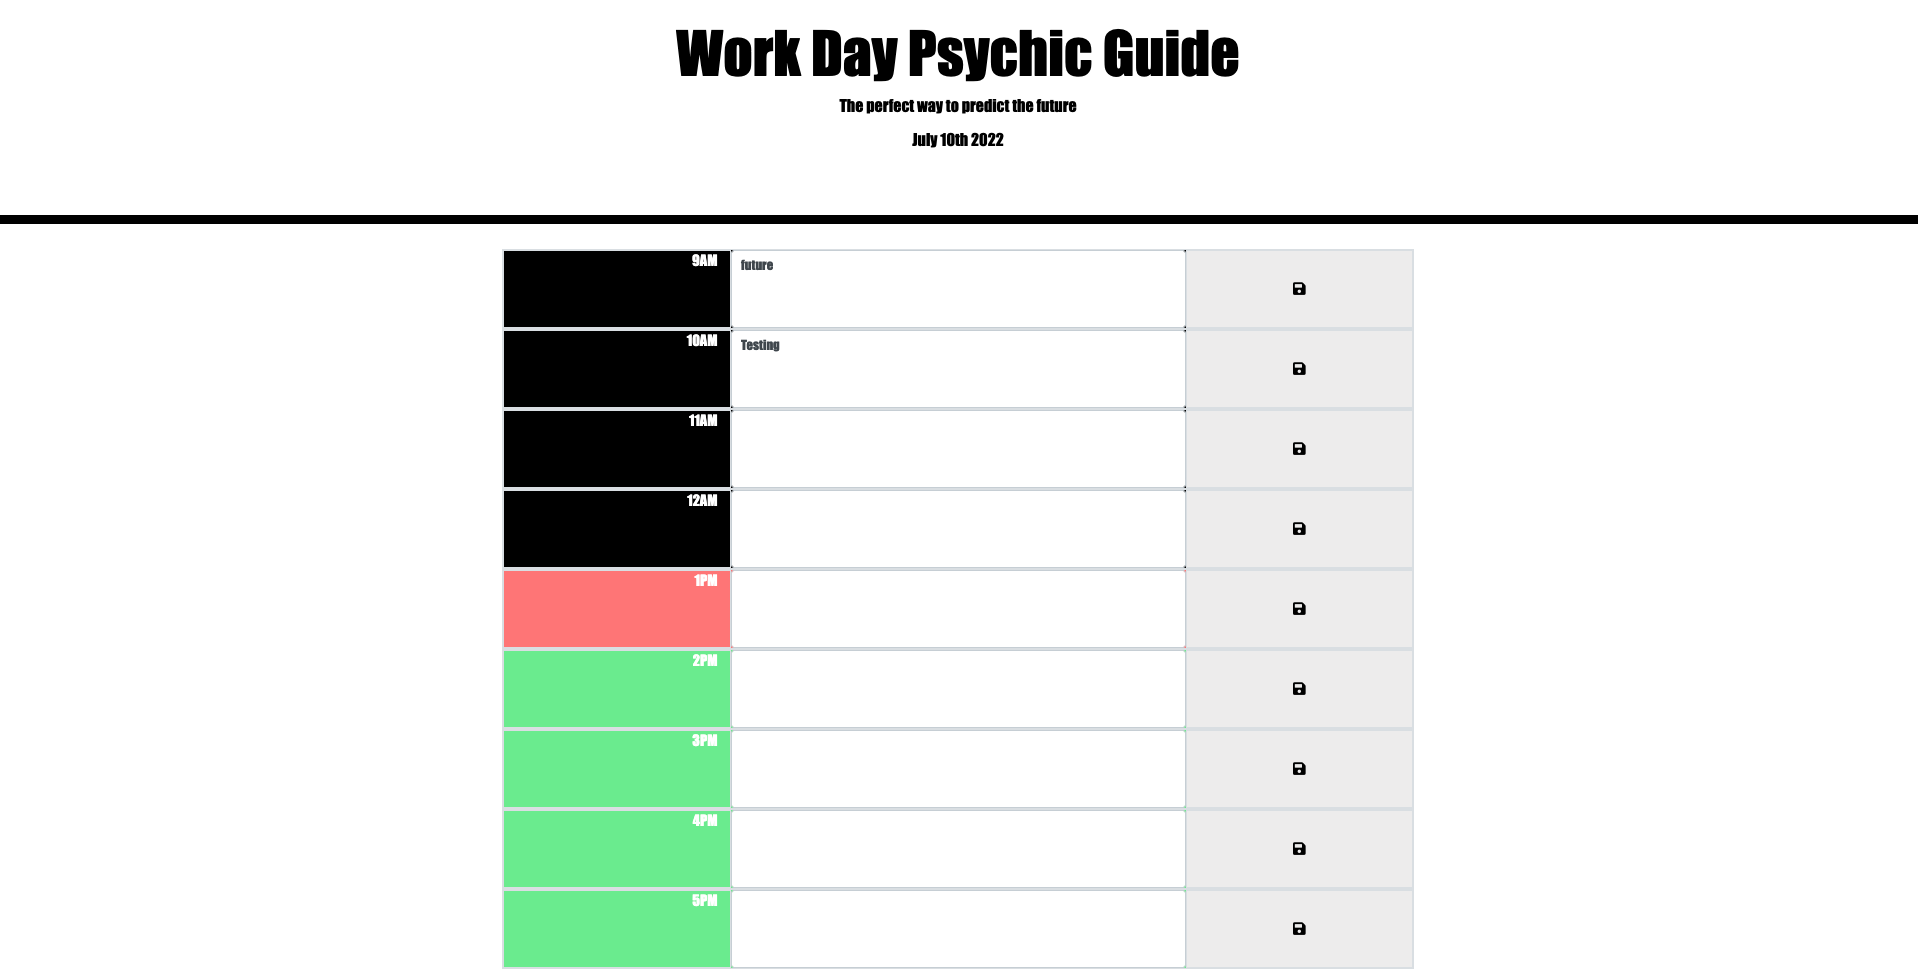 Work Day Psychic Guide
The perfect way to predict the future
July 10th 2022
9AM
future
10AM
Testing
11AM
12AM
1PM
2PM
3PM
4PM
5PM